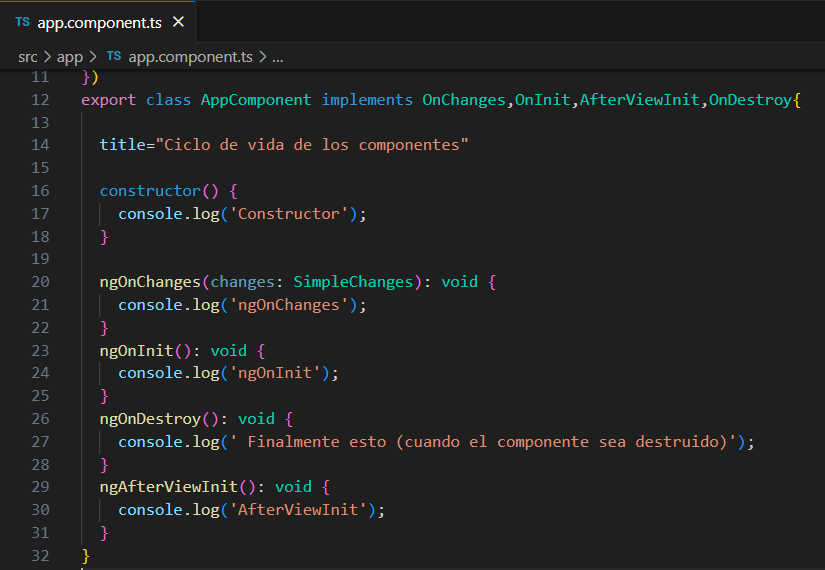 TS app.component.ts ×
src > app > TS app.component.ts > ...
11 })
12 export class AppComponent implements OnChanges,OnInit,AfterViewInit,OnDestroy{
13
14 title="Ciclo de vida de los componentes"
15
16 constructor() {
17 console.log('Constructor');
18 }
19
20 ngOnChanges(changes: SimpleChanges): void {
21 console.log('ngOnChanges');
22 }
23 ngOnInit(): void {
24 console.log('ngOnInit');
25 }
26 ngOnDestroy(): void {
27 console.log(' Finalmente esto (cuando el componente sea destruido)');
28 }
29 ngAfterViewInit(): void {
30 console.log('AfterViewInit');
31 }
32 }